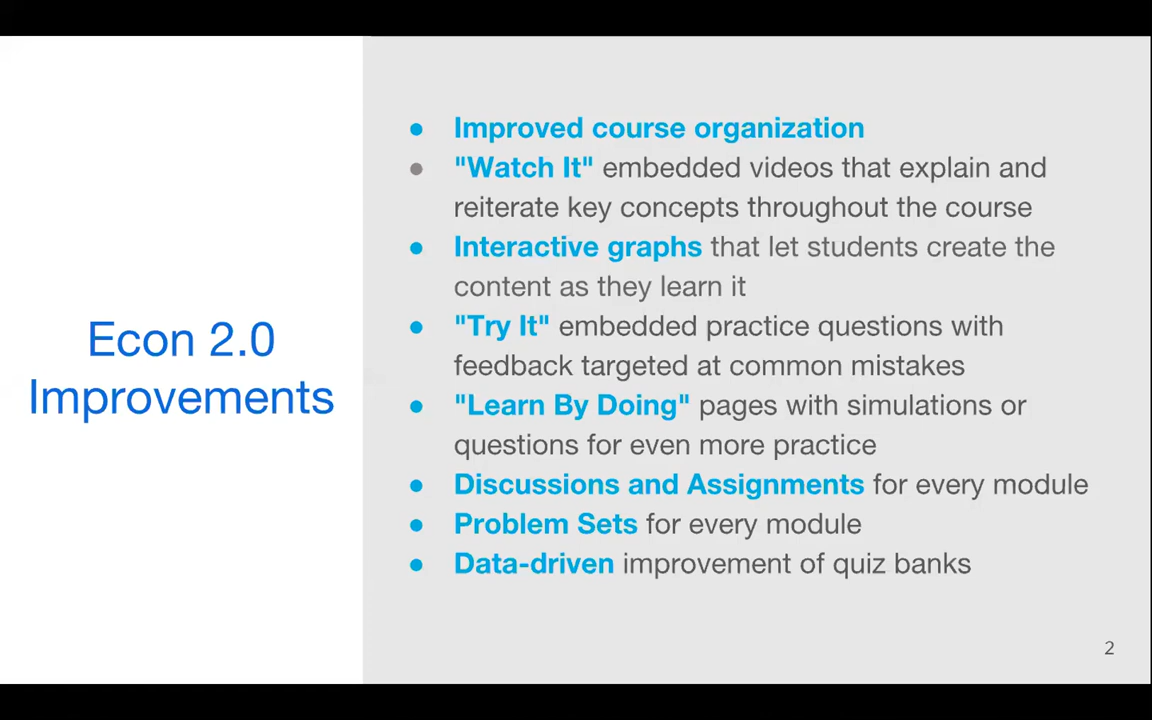 Econ 2.0
Improvements
● Improved course organization
● "Watch It" embedded videos that explain and
reiterate key concepts throughout the course
● Interactive graphs that let students create the
content as they learn it
● "Try It" embedded practice questions with
feedback targeted at common mistakes
● "Learn By Doing" pages with simulations or
questions for even more practice
● Discussions and Assignments for every module
● Problem Sets for every module
● Data-driven improvement of quiz banks
2